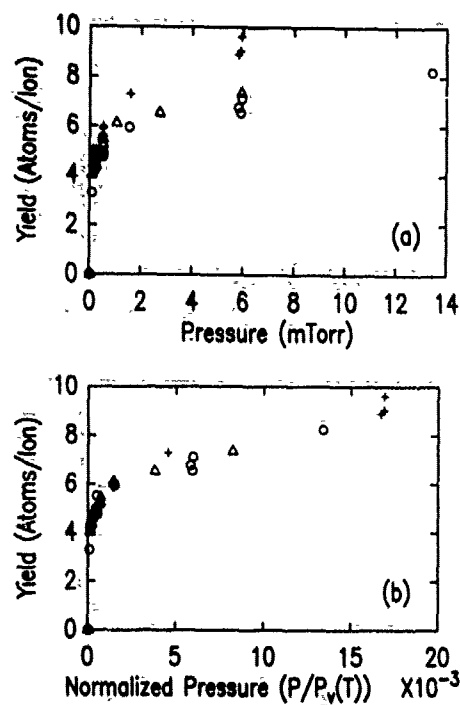 10
8
6
4
2
0
Yield (Atoms/Ion)
(a)
0 2 4 6 8 10 12 14
Pressure (mTorr)
10
8
6
4
2
0
Yield (Atoms/Ion)
(b)
0 5 10 15 20
Normalized Pressure (P/Pv(T)) X10⁻³